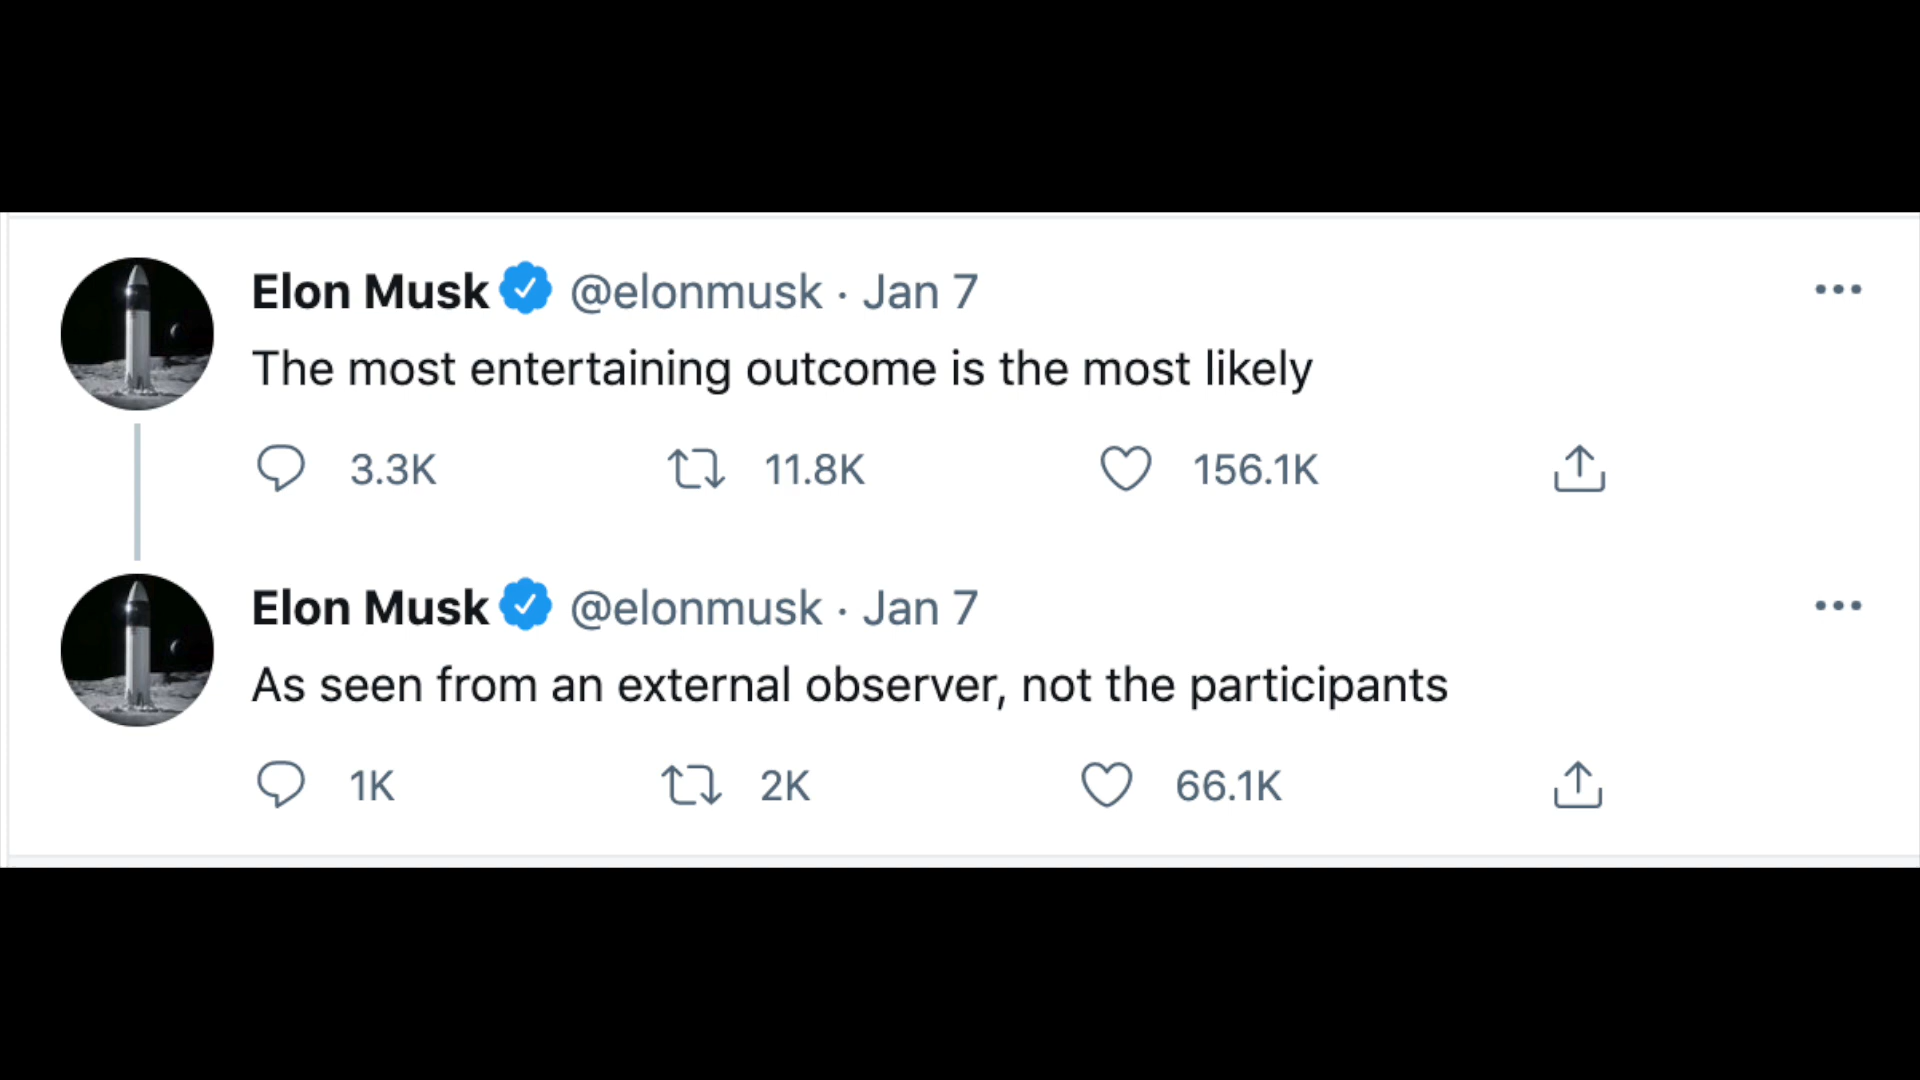 Elon Musk @elonmusk · Jan 7
The most entertaining outcome is the most likely
3.3K 11.8K 156.1K
Elon Musk @elonmusk · Jan 7
As seen from an external observer, not the participants
1K 2K 66.1K